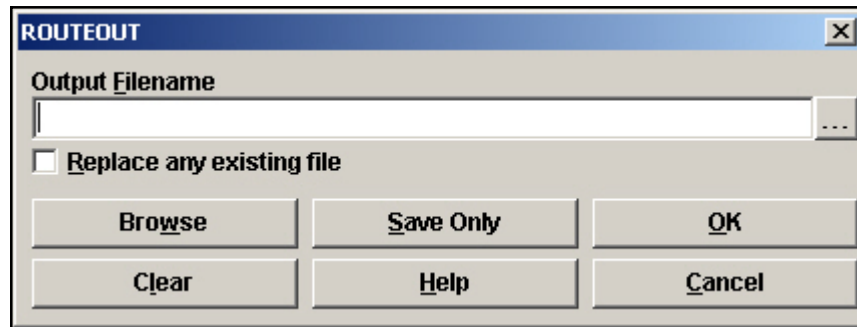 ROUTEOUT
Output Filename
...
Replace any existing file
Browse Save Only OK
Clear Help Cancel